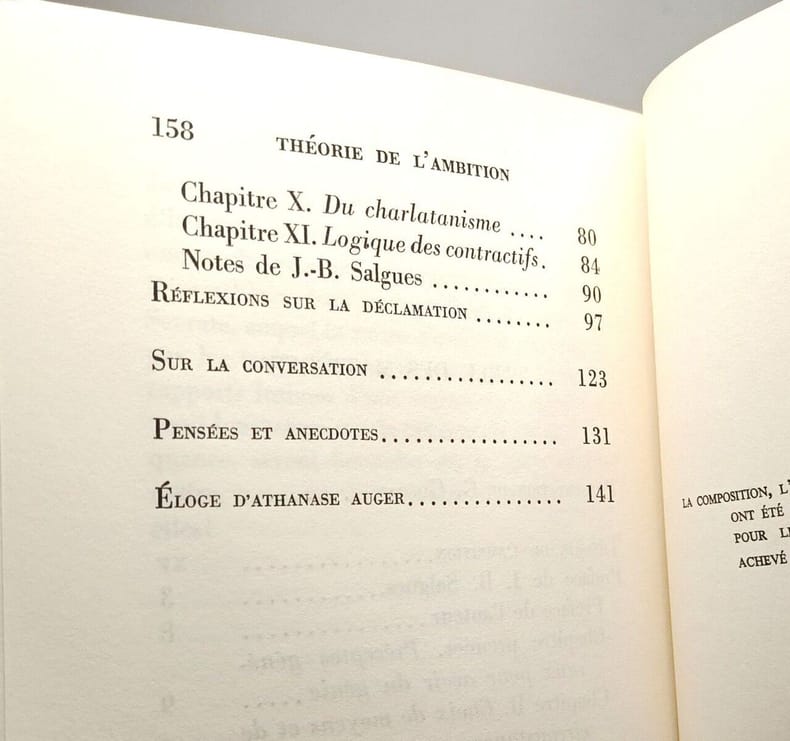 158
THÉORIE DE L'AMBITION
Chapitre X. Du charlatanisme .... 80
Chapitre XI. Logique des contractifs. 84
Notes de J.-B. Salgues ............ 90
RÉFLEXIONS SUR LA DÉCLAMATION ........ 97
SUR LA CONVERSATION ................. 123
PENSÉES ET ANECDOTES................. 131
ÉLOGE D'ATHANASE AUGER............... 141
LA COMPOSITION, L'
ONT ÉTÉ
POUR
ACHEVÉ